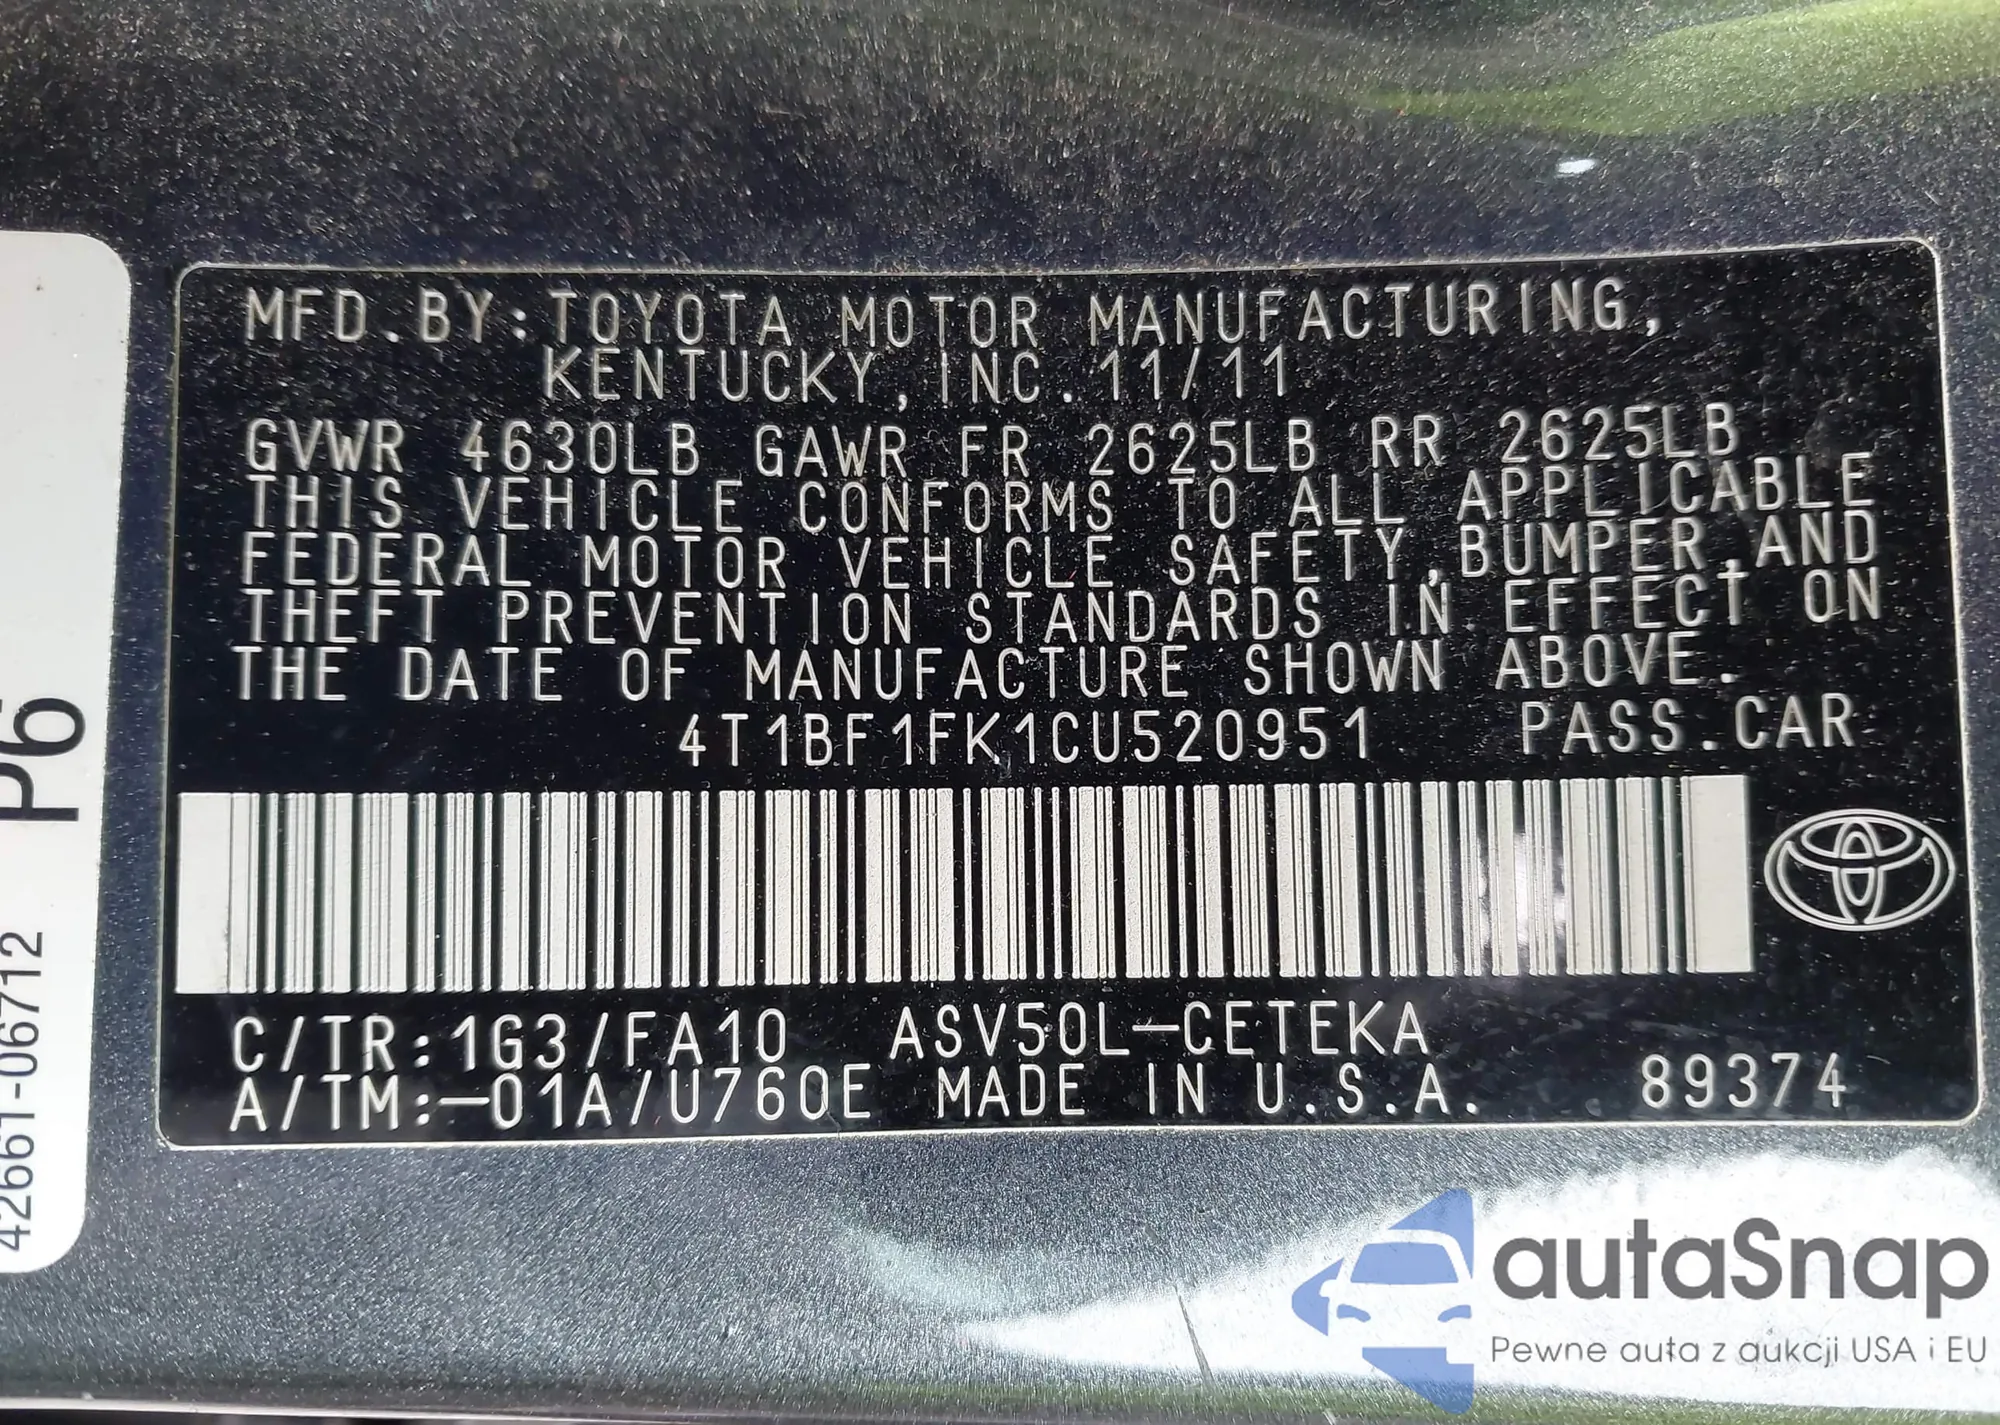 MFD.BY:TOYOTA MOTOR MANUFACTURING,
KENTUCKY, INC. 11/11
GVWR 4630LB GAWR FR 2625LB RR 2625LB
THIS VEHICLE CONFORMS TO ALL APPLICABLE
FEDERAL MOTOR VEHICLE SAFETY,BUMPER,AND
THEFT PREVENTION STANDARDS IN EFFECT ON
THE DATE OF MANUFACTURE SHOWN ABOVE.
4T1BF1FK1CU520951 PASS.CAR
C/TR:1G3/FA10 ASV50L-CETEKA
A/TM:-01A/U760E MADE IN U.S.A. 89374
P6
42661-06712
autaSnap
Pewne auta z aukcji USA i EU